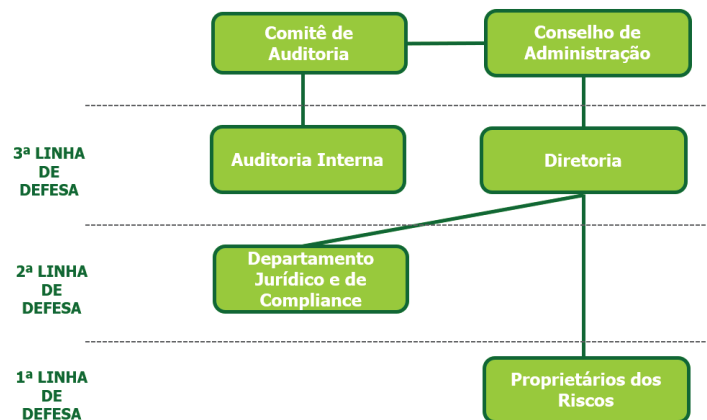 Comitê de
Auditoria
Conselho de
Administração
3ª LINHA
DE
DEFESA
Auditoria Interna
Diretoria
2ª LINHA
DE
DEFESA
Departamento
Jurídico e de
Compliance
1ª LINHA
DE
DEFESA
Proprietários dos
Riscos